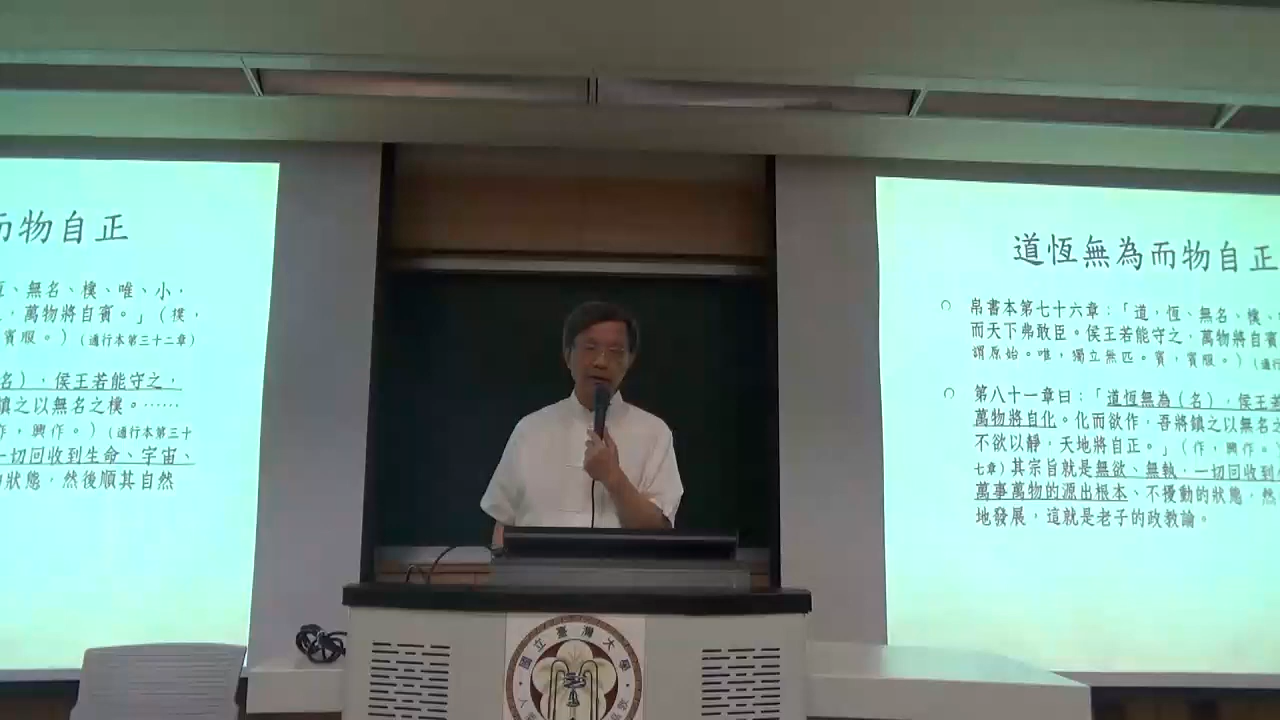 而物自正
恆、無名、樸、唯、小,
,萬物將自賓。」(樸,
賓服。)(通行本第三十二章)
名),侯王若能守之,
鎮之以無名之樸。⋯⋯
作,興作。)(通行本第三十
一切回收到生命、宇宙、
狀態,然後順其自然
道恆無為而物自正
帛書本第七十六章:「道,恆、無名、樸、
而天下弗敢臣。侯王若能守之,萬物將自賓
謂原始。唯,獨立無匹。賓,賓服。)(通行
第八十一章曰:「道恆無為(名),侯王若
萬物將自化。化而欲作,吾將鎮之以無名之
不欲以靜,天地將自正。」(作,興作。)
七章)其宗旨就是無欲、無執,一切回收到
萬事萬物的源出根本、不擾動的狀態,然
地發展,這就是老子的政教論。
國立臺灣大學